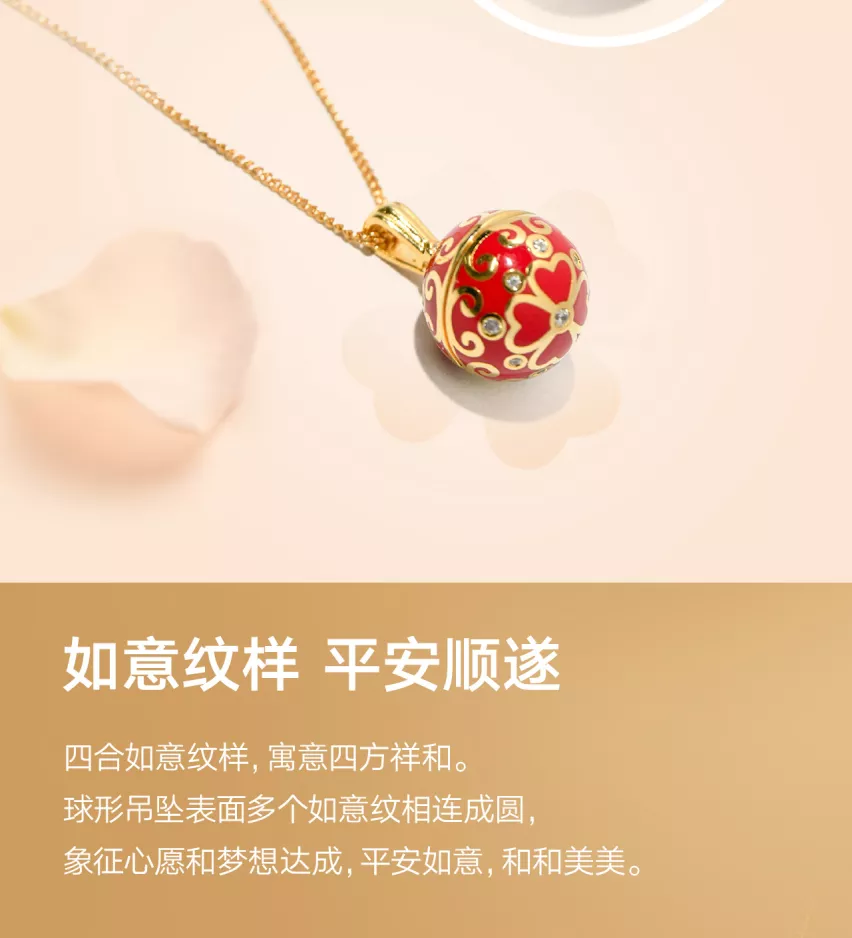 如意纹样 平安顺遂
四合如意纹样,寓意四方祥和。
球形吊坠表面多个如意纹相连成圆,
象征心愿和梦想达成,平安如意,和和美美。